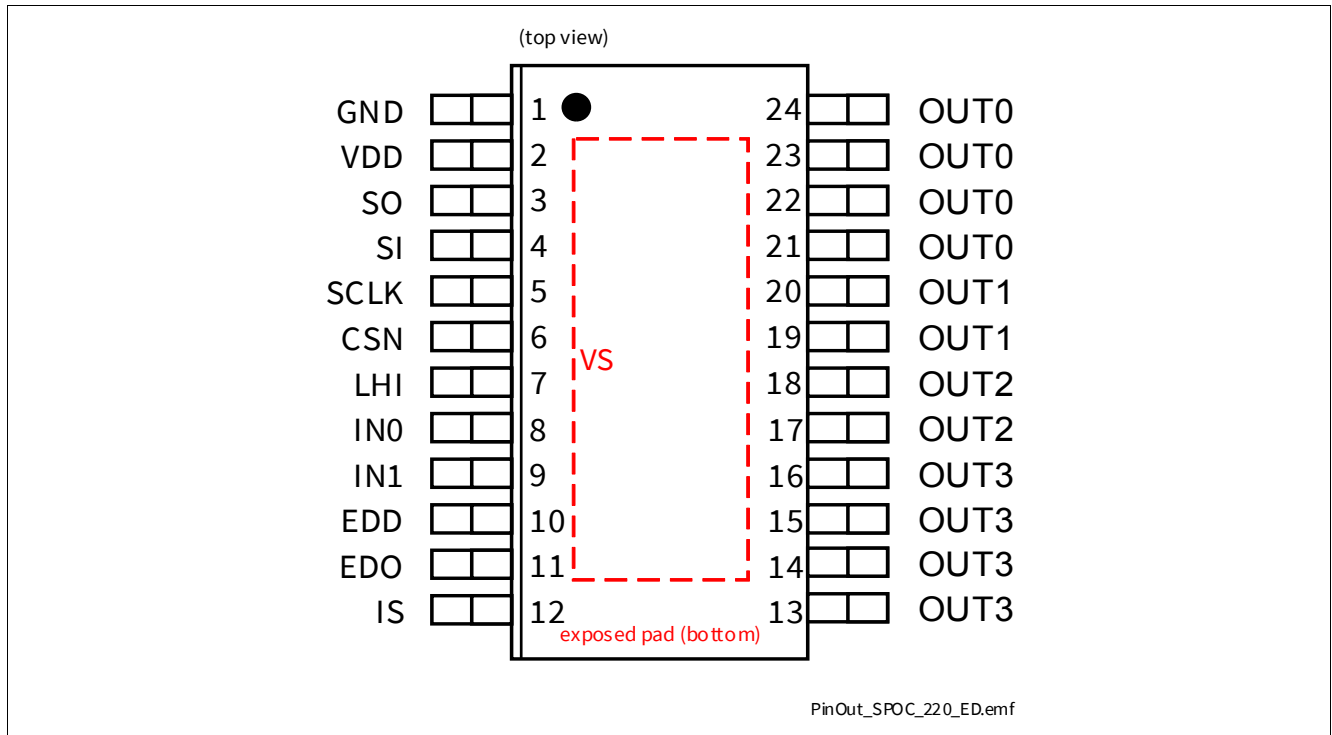 (top view)
GND 1 24 OUT0
VDD 2 23 OUT0
SO 3 22 OUT0
SI 4 21 OUT0
SCLK 5 20 OUT1
CSN 6 19 OUT1
VS
LHI 7 18 OUT2
IN0 8 17 OUT2
IN1 9 16 OUT3
EDD 10 15 OUT3
EDO 11 14 OUT3
IS 12 13 OUT3
exposed pad (bottom)
PinOut_SPOC_220_ED.emf